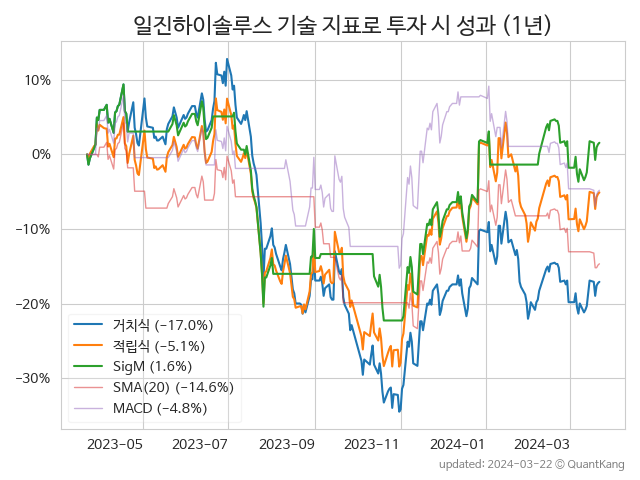 일진하이솔루스 기술 지표로 투자 시 성과 (1년)
10%
0%
−10%
−20%
−30%
거치식 (−17.0%)
적립식 (−5.1%)
SigM (1.6%)
SMA(20) (−14.6%)
MACD (−4.8%)
2023−05 2023−07 2023−09 2023−11 2024−01 2024−03
updated: 2024−03−22 © QuantKang